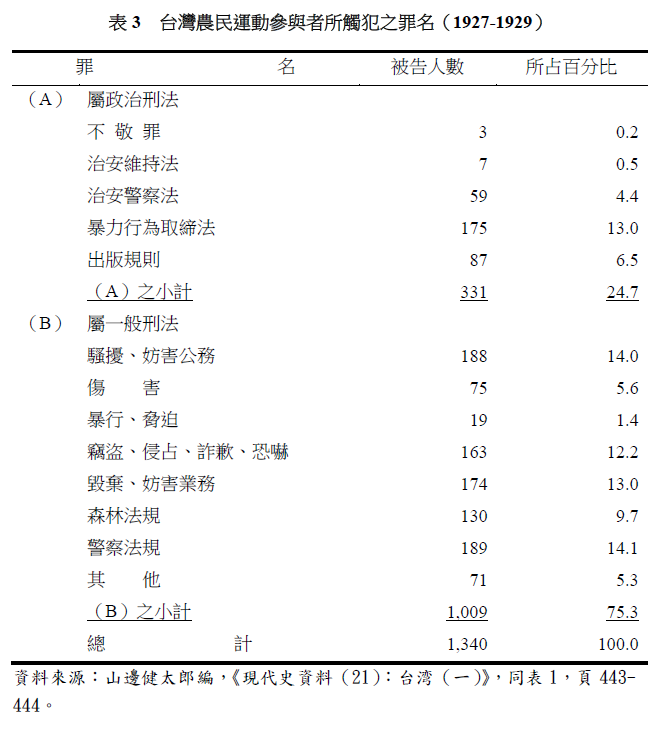 表 3　台灣農民運動參與者所觸犯之罪名（1927-1929）
罪　名　被告人數　所占百分比
（A）　屬政治刑法
不 敬 罪　3　0.2
治安維持法　7　0.5
治安警察法　59　4.4
暴力行為取締法　175　13.0
出版規則　87　6.5
（A）之小計　331　24.7
（B）　屬一般刑法
騷擾、妨害公務　188　14.0
傷　害　75　5.6
暴行、脅迫　19　1.4
竊盜、侵占、詐欺、恐嚇　163　12.2
毀棄、妨害業務　174　13.0
森林法規　130　9.7
警察法規　189　14.1
其　他　71　5.3
（B）之小計　1,009　75.3
總　計　1,340　100.0
資料來源：山邊健太郎編，《現代史資料（21）：台湾（一）》，同表 1，頁 443-
444。